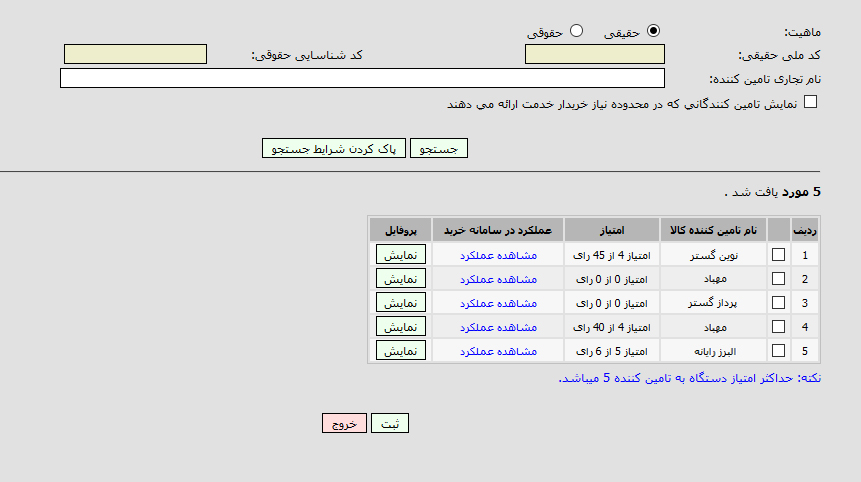 ماهیت: حقیقی حقوقی
کد ملی حقیقی: کد شناسایی حقوقی:
نام تجاری تامین کننده:
نمایش تامین کنندگاني که در محدوده نیاز خریدار خدمت ارائه مي دهند
جستجو پاک کردن شرایط جستجو
5 مورد یافت شد .
ردیف نام تامین کننده کالا امتیاز عملکرد در سامانه خرید پروفایل
1 نوین گستر امتیاز 4 از 45 رای مشاهده عملکرد نمایش
2 مهباد امتیاز 0 از 0 رای مشاهده عملکرد نمایش
3 پرداز گستر امتیاز 0 از 0 رای مشاهده عملکرد نمایش
4 مهباد امتیاز 4 از 40 رای مشاهده عملکرد نمایش
5 البرز رایانه امتیاز 5 از 6 رای مشاهده عملکرد نمایش
نکته: حداکثر امتیاز دستگاه به تامین کننده 5 میباشد.
ثبت خروج